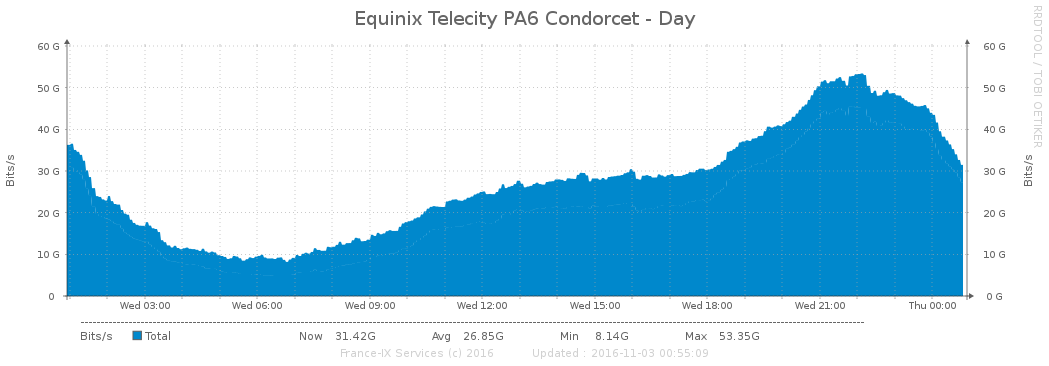 Equinix Telecity PA6 Condorcet - Day
RRDTOOL / TOBI OETIKER
Bits/s
60 G
50 G
40 G
30 G
20 G
10 G
0
60 G
50 G
40 G
30 G
20 G
10 G
0 G
Bits/s
Wed 03:00 Wed 06:00 Wed 09:00 Wed 12:00 Wed 15:00 Wed 18:00 Wed 21:00 Thu 00:00
Bits/s Total Now 31.42G Avg 26.85G Min 8.14G Max 53.35G
France-IX Services (c) 2016 Updated : 2016-11-03 00:55:09